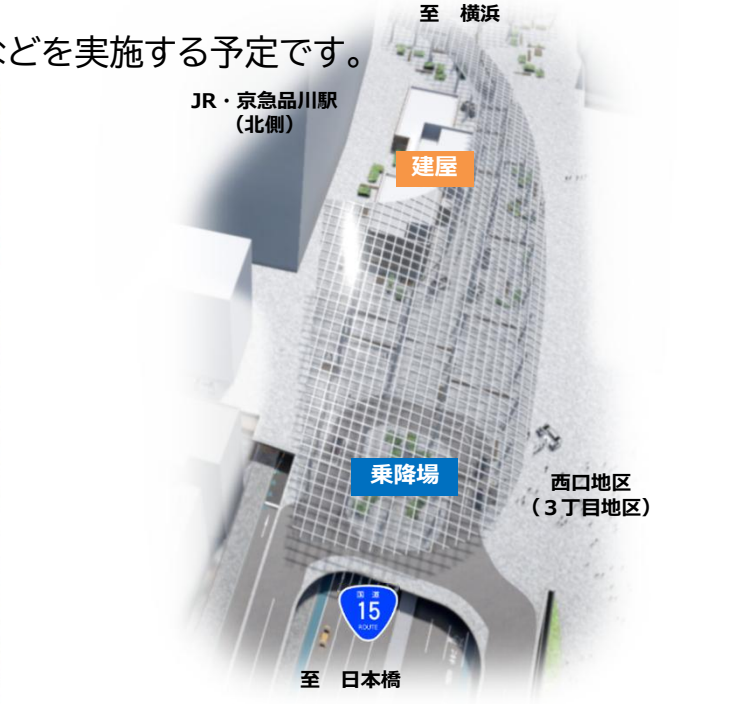 至　横浜
などを実施する予定です。
JR・京急品川駅
（北側）
建屋
乗降場
西口地区
（３丁目地区）
国道
15
ROUTE
至　日本橋